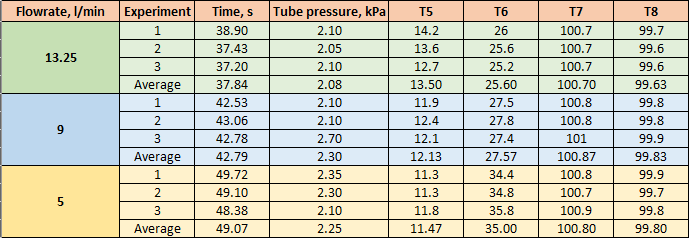 Flowrate, l/min Experiment Time, s Tube pressure, kPa T5 T6 T7 T8
13.25 1 38.90 2.10 14.2 26 100.7 99.7
2 37.43 2.05 13.6 25.6 100.7 99.6
3 37.20 2.10 12.7 25.2 100.7 99.6
Average 37.84 2.08 13.50 25.60 100.70 99.63
9 1 42.53 2.10 11.9 27.5 100.8 99.8
2 43.06 2.10 12.4 27.8 100.8 99.8
3 42.78 2.70 12.1 27.4 101 99.9
Average 42.79 2.30 12.13 27.57 100.87 99.83
5 1 49.72 2.35 11.3 34.4 100.8 99.9
2 49.10 2.30 11.3 34.8 100.8 99.7
3 48.38 2.10 11.8 35.8 100.9 99.8
Average 49.07 2.25 11.47 35.00 100.80 99.80